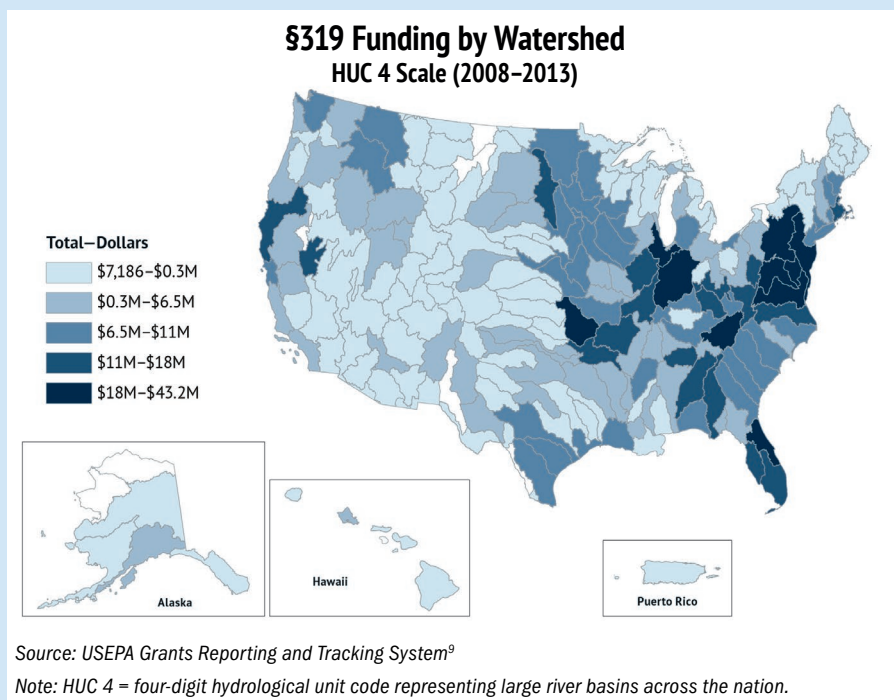 §319 Funding by Watershed
HUC 4 Scale (2008–2013)
Total—Dollars
$7,186–$0.3M
$0.3M–$6.5M
$6.5M–$11M
$11M–$18M
$18M–$43.2M
Alaska
Hawaii
Puerto Rico
Source: USEPA Grants Reporting and Tracking System⁹
Note: HUC 4 = four-digit hydrological unit code representing large river basins across the nation.